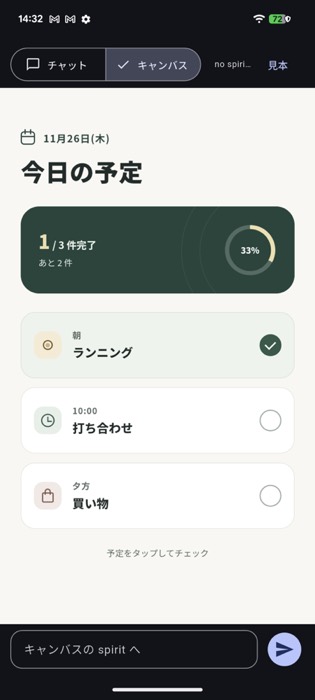 14:32
72
チャット
キャンバス
no spiri…
見本
11月26日(木)
今日の予定
1 / 3 件完了
あと 2 件
33%
朝
ランニング
10:00
打ち合わせ
夕方
買い物
予定をタップしてチェック
キャンバスの spirit へ